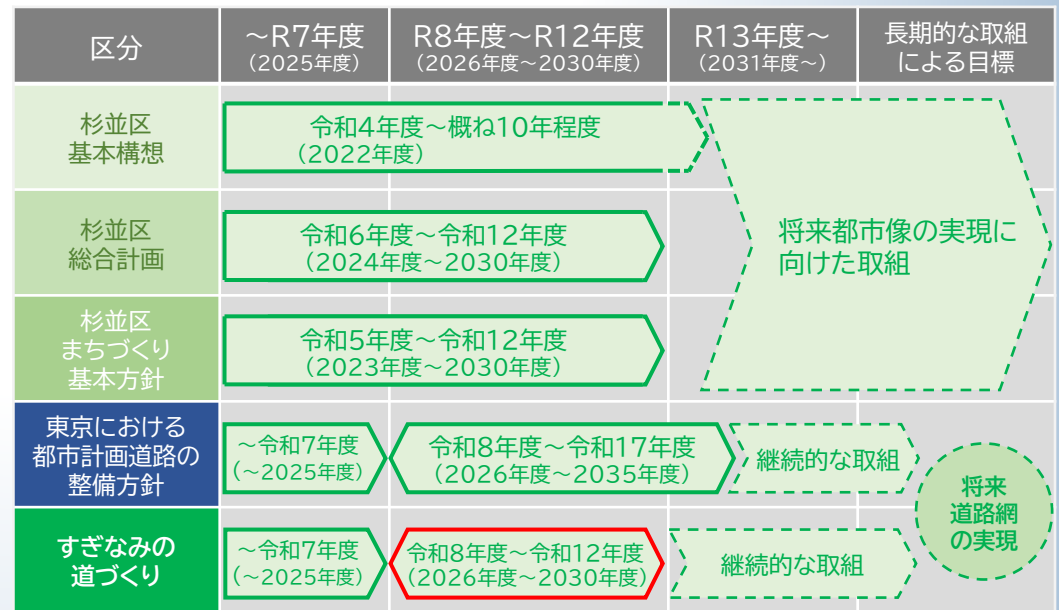 区分
～R7年度
（2025年度）
R8年度～R12年度
（2026年度～2030年度）
R13年度～
（2031年度～）
長期的な取組
による目標
杉並区
基本構想
令和4年度～概ね10年程度
（2022年度）
将来都市像の実現に
向けた取組
杉並区
総合計画
令和6年度～令和12年度
（2024年度～2030年度）
杉並区
まちづくり
基本方針
令和5年度～令和12年度
（2023年度～2030年度）
東京における
都市計画道路の
整備方針
～令和7年度
（～2025年度）
令和8年度～令和17年度
（2026年度～2035年度）
継続的な取組
将来
道路網
の実現
すぎなみの
道づくり
～令和7年度
（～2025年度）
令和8年度～令和12年度
（2026年度～2030年度）
継続的な取組